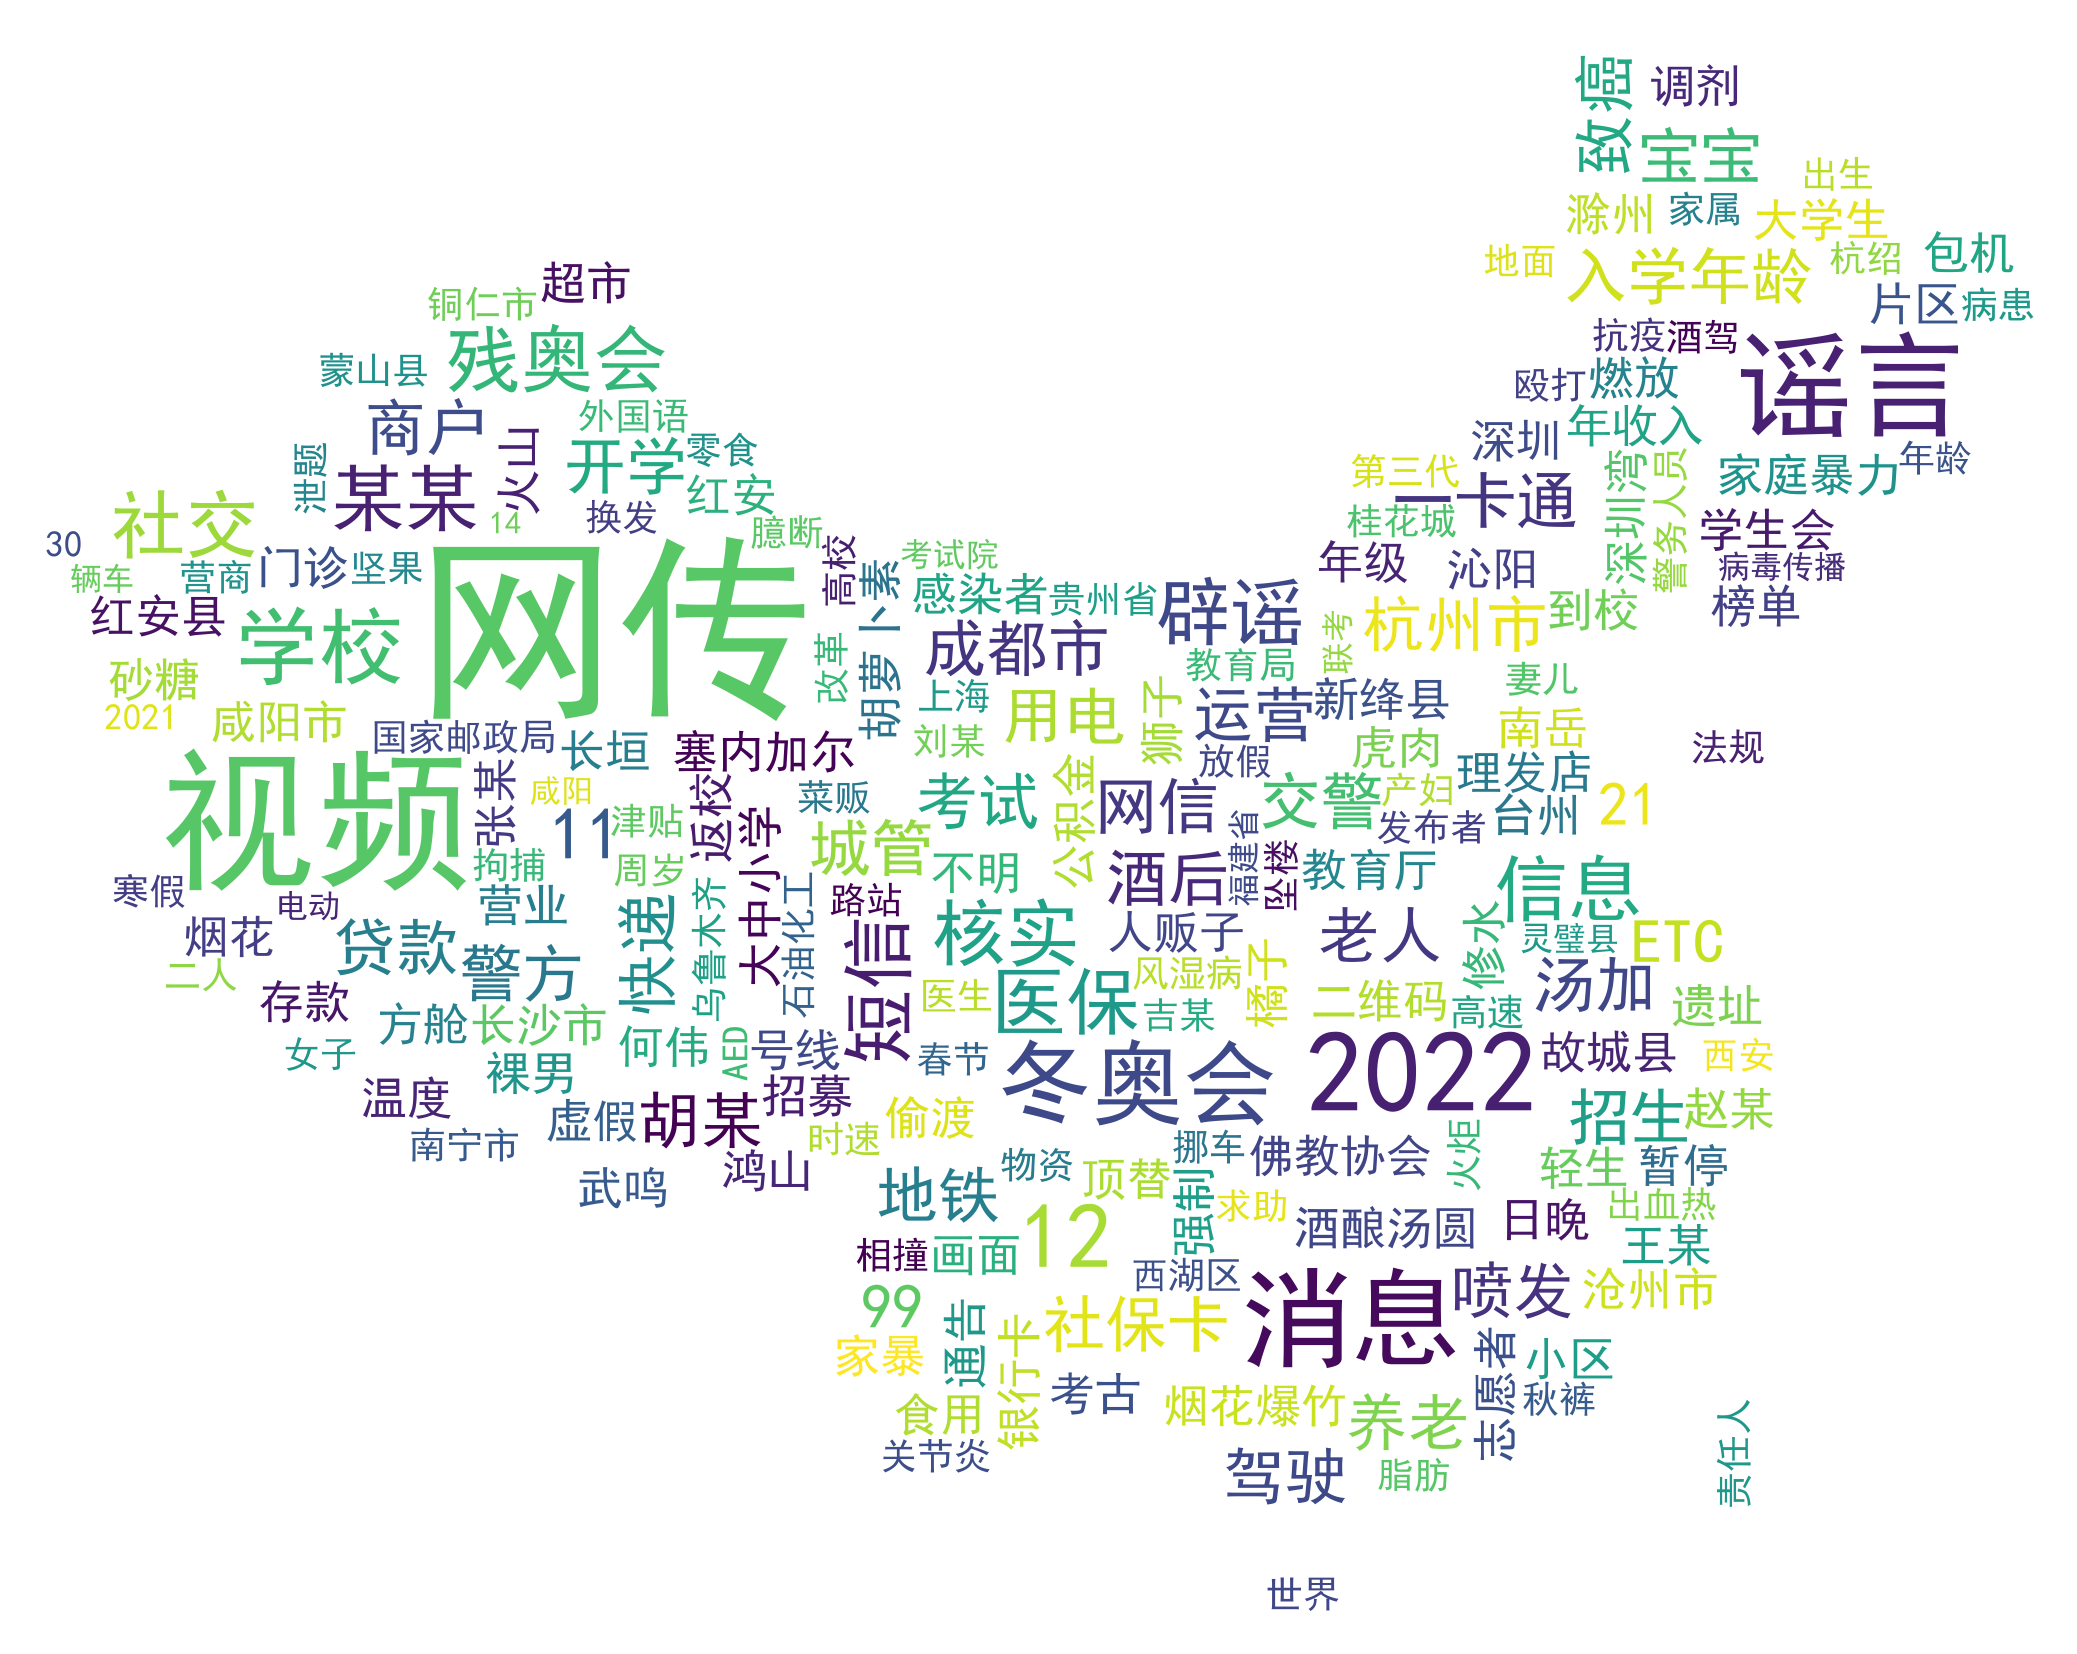 致癌
调剂
宝宝
出生
滁州
家属
大学生
地面
入学年龄
杭绍
包机
超市
铜仁市
片区
病患
残奥会
抗疫
酒驾
谣言
蒙山县
殴打
燃放
商户
外国语
深圳
年收入
火山
开学
零食
泄题
某某
第三代
一卡通
深圳湾
警务人员
家庭暴力
年龄
社交
红安
换发
14
桂花城
学生会
30
臆断
高校
考试院
年级
沁阳
病毒传播
辆车
营商
门诊
坚果
网传
胡萝卜素
感染者
贵州省
辟谣
榜单
红安县
学校
成都市
联考
杭州市
到校
改革
教育局
砂糖
上海
用电
狮子
运营
新绛县
妻儿
2021
咸阳市
国家邮政局
长垣
塞内加尔
刘某
放假
虎肉
南岳
法规
视频
张某
咸阳
返校
菜贩
考试
公积金
网信
交警
产妇
理发店
台州
21
11
津贴
大中小学
城管
福建省
发布者
拘捕
周岁
不明
酒后
坠楼
教育厅
信息
寒假
电动
营业
快递
乌鲁木齐
石油化工
路站
烟花
贷款
警方
短信
核实
人贩子
老人
修水
灵璧县
ETC
二人
存款
医生
医保
风湿病
橘子
二维码
汤加
方舱
长沙市
吉某
高速
遗址
女子
裸男
何伟
AED
号线
春节
冬奥会
2022
故城县
西安
温度
虚假
胡某
招募
偷渡
招生
赵某
南宁市
时速
物资
挪车
佛教协会
火炬
轻生
暂停
武鸣
鸿山
地铁
顶替
强制
求助
日晚
出血热
相撞
画面
12
酒酿汤圆
王某
西湖区
99
通告
银行卡
社保卡
消息
喷发
沧州市
家暴
志愿者
小区
食用
考古
烟花爆竹
养老
秋裤
关节炎
驾驶
脂肪
责任人
世界